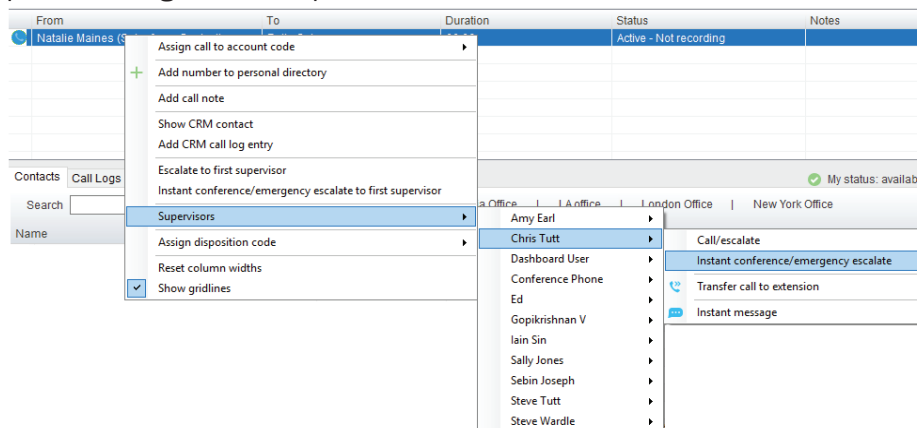 From To Duration Status Notes
Natalie Maines Active - Not recording
Assign call to account code
Add number to personal directory
Add call note
Show CRM contact
Add CRM call log entry
Escalate to first supervisor
Instant conference/emergency escalate to first supervisor
Supervisors
Assign disposition code
Reset column widths
Show gridlines
Contacts Call Logs
My status: availab
Search
a Office | LA office | London Office | New York Office
Name
Amy Earl
Chris Tutt
Dashboard User
Conference Phone
Ed
Gopikrishnan V
Iain Sin
Sally Jones
Sebin Joseph
Steve Tutt
Steve Wardle
Call/escalate
Instant conference/emergency escalate
Transfer call to extension
Instant message